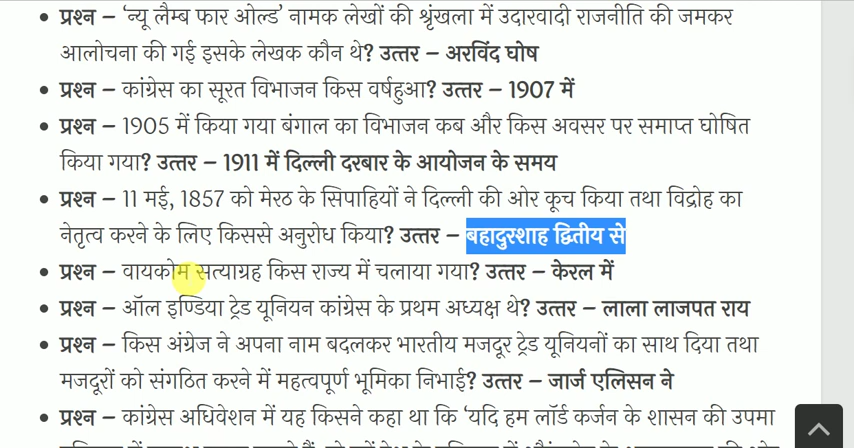 प्रश्न – ‘न्यू लैम्ब फार ओल्ड’ नामक लेखों की श्रृंखला में उदारवादी राजनीति की जमकर
आलोचना की गई इसके लेखक कौन थे? उत्तर – अरविंद घोष
प्रश्न – कांग्रेस का सूरत विभाजन किस वर्षहुआ? उत्तर – 1907 में
प्रश्न – 1905 में किया गया बंगाल का विभाजन कब और किस अवसर पर समाप्त घोषित
किया गया? उत्तर – 1911 में दिल्ली दरबार के आयोजन के समय
प्रश्न – 11 मई, 1857 को मेरठ के सिपाहियों ने दिल्ली की ओर कूच किया तथा विद्रोह का
नेतृत्व करने के लिए किससे अनुरोध किया? उत्तर – बहादुरशाह द्वितीय से
प्रश्न – वायकोम सत्याग्रह किस राज्य में चलाया गया? उत्तर – केरल में
प्रश्न – ऑल इण्डिया ट्रेड यूनियन कांग्रेस के प्रथम अध्यक्ष थे? उत्तर – लाला लाजपत राय
प्रश्न – किस अंग्रेज ने अपना नाम बदलकर भारतीय मजदूर ट्रेड यूनियनों का साथ दिया तथा
मजदूरों को संगठित करने में महत्वपूर्ण भूमिका निभाई? उत्तर – जार्ज एलिसन ने
प्रश्न – कांग्रेस अधिवेशन में यह किसने कहा था कि ‘यदि हम लॉर्ड कर्जन के शासन की उपमा